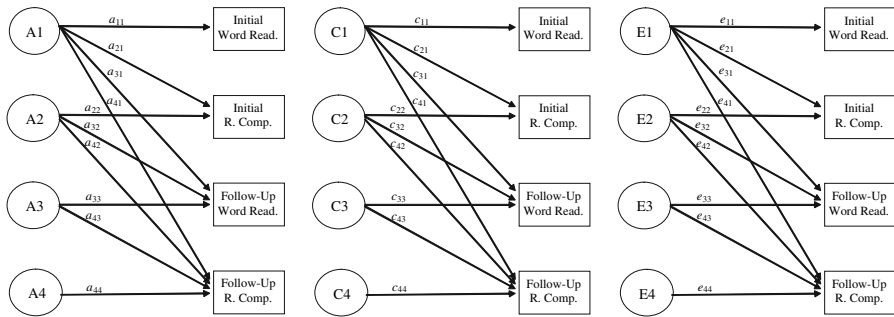 A1
a11
a21
a31
a41
Initial
Word Read.
A2
a22
a32
a42
Initial
R. Comp.
A3
a33
a43
Follow-Up
Word Read.
A4
a44
Follow-Up
R. Comp.
C1
c11
c21
c31
c41
Initial
Word Read.
C2
c22
c32
c42
Initial
R. Comp.
C3
c33
c43
Follow-Up
Word Read.
C4
c44
Follow-Up
R. Comp.
E1
e11
e21
e31
e41
Initial
Word Read.
E2
e22
e32
e42
Initial
R. Comp.
E3
e33
e43
Follow-Up
Word Read.
E4
e44
Follow-Up
R. Comp.